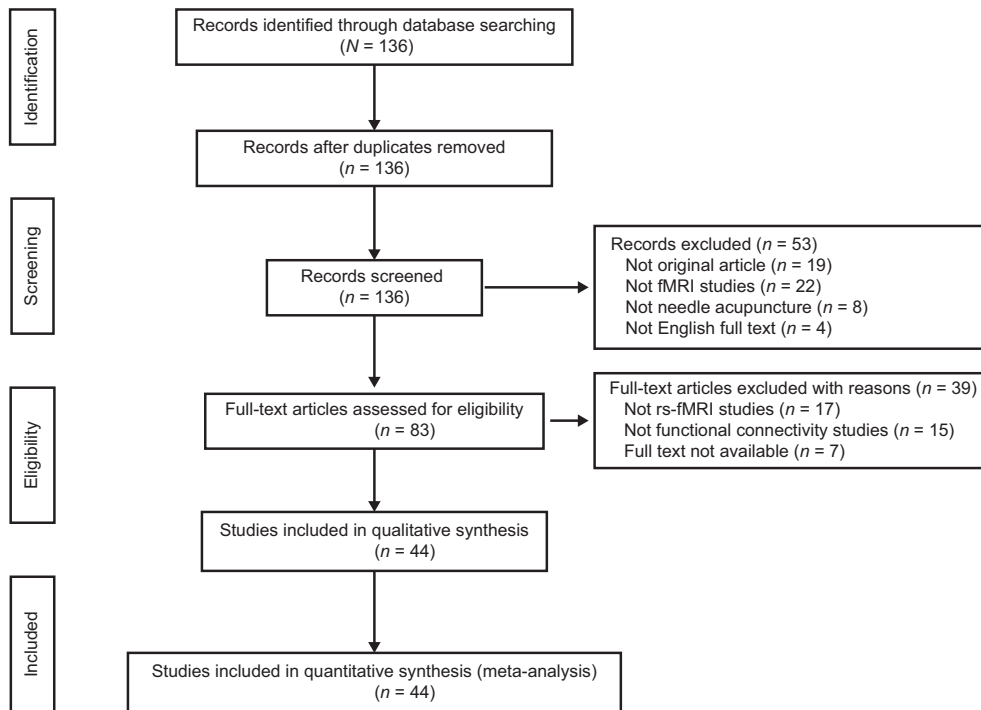 Identification
Records identified through database searching
(N = 136)
Records after duplicates removed
(n = 136)
Screening
Records screened
(n = 136)
Records excluded (n = 53)
Not original article (n = 19)
Not fMRI studies (n = 22)
Not needle acupuncture (n = 8)
Not English full text (n = 4)
Eligibility
Full-text articles assessed for eligibility
(n = 83)
Full-text articles excluded with reasons (n = 39)
Not rs-fMRI studies (n = 17)
Not functional connectivity studies (n = 15)
Full text not available (n = 7)
Studies included in qualitative synthesis
(n = 44)
Included
Studies included in quantitative synthesis (meta-analysis)
(n = 44)